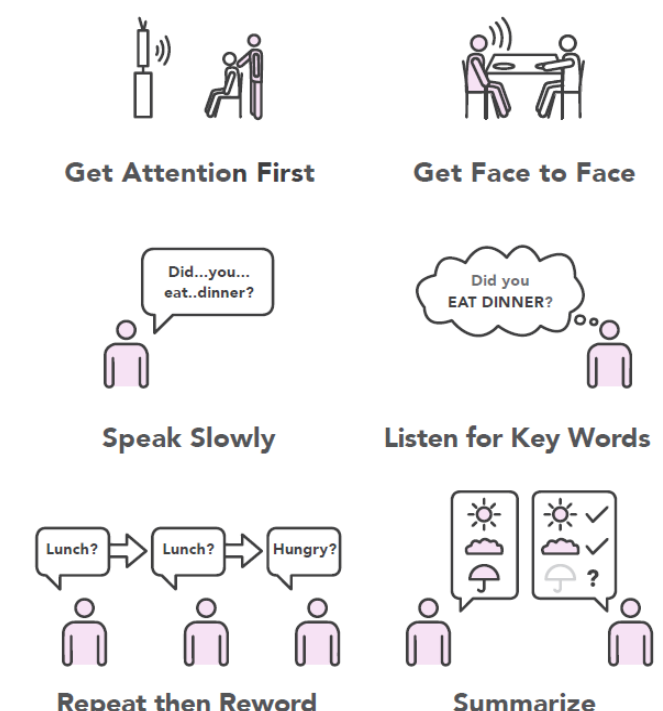 Get Attention First
Get Face to Face
Did...you...
eat..dinner?
Did you
EAT DINNER?
Speak Slowly
Listen for Key Words
Lunch?
Lunch?
Hungry?
?
Repeat then Reword
Summarize